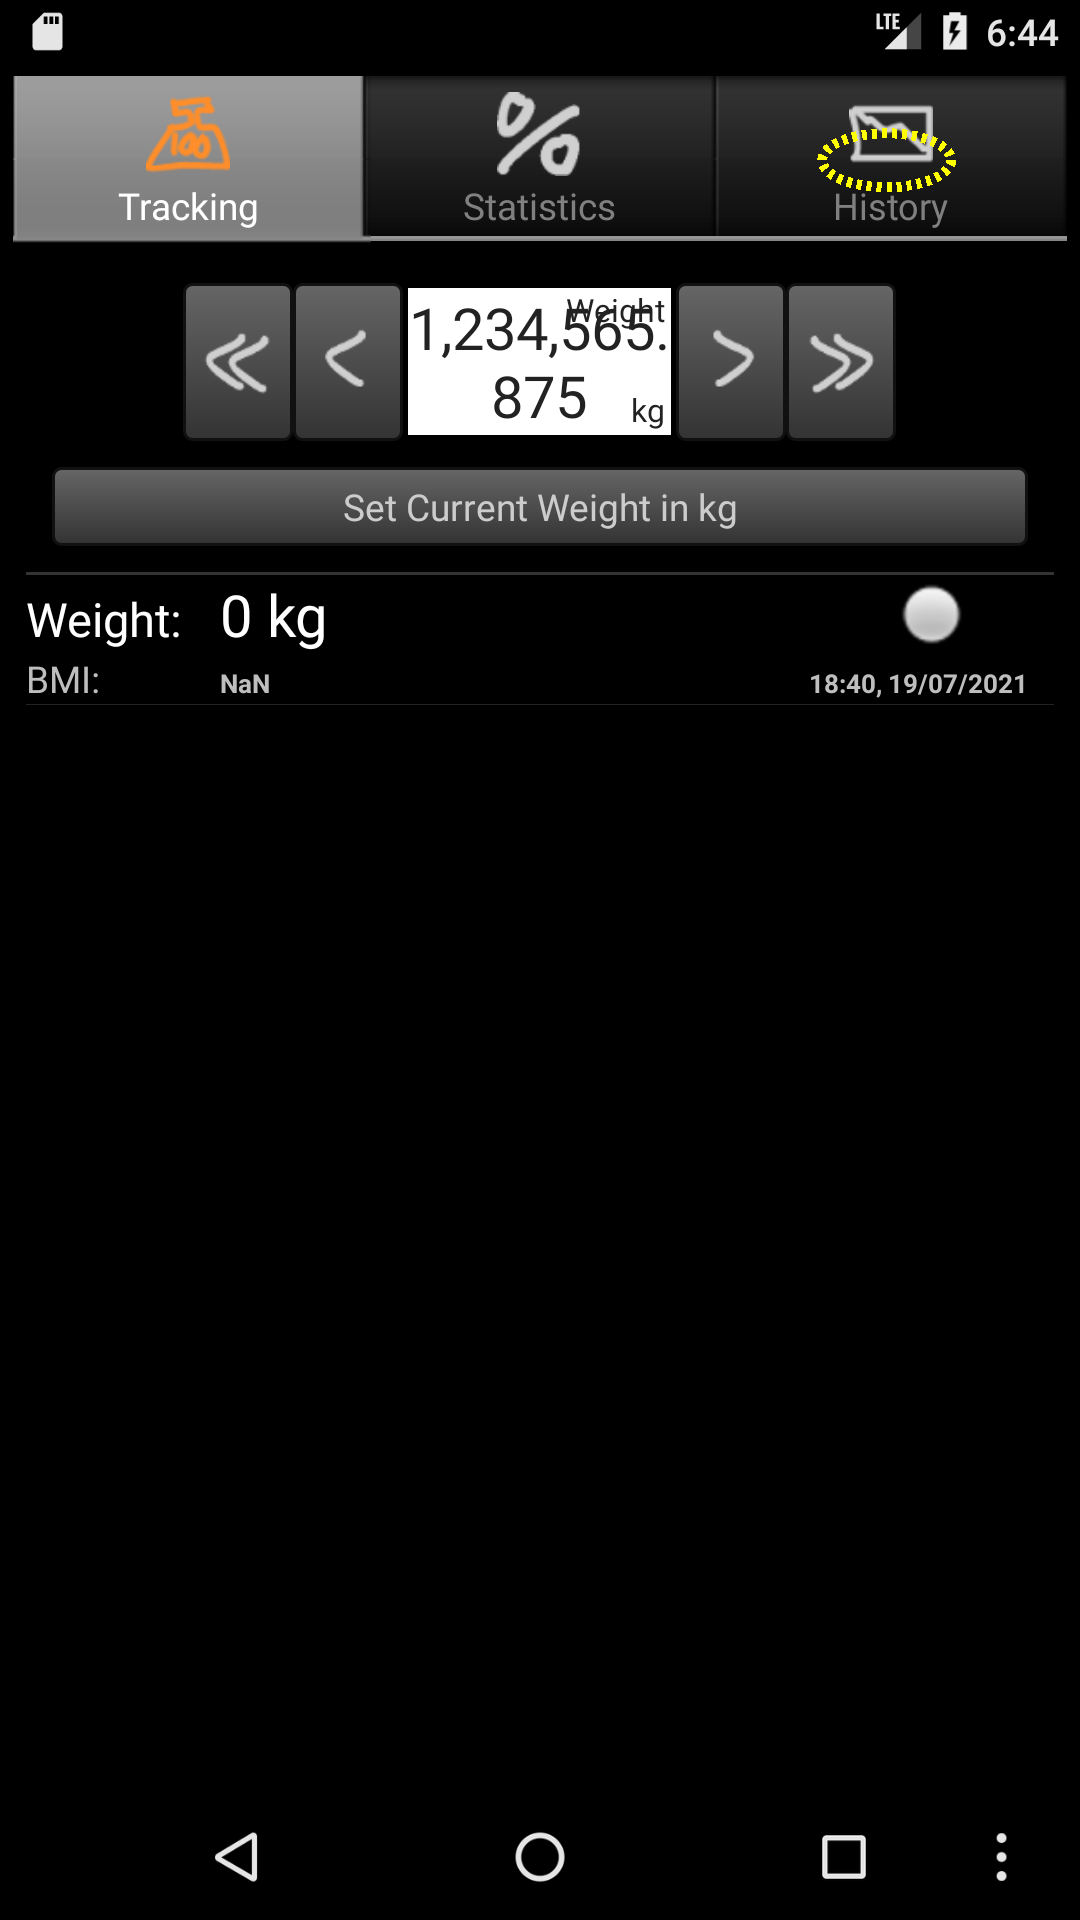 LTE 6:44
100
Tracking Statistics History
Weight
1,234,565.
875 kg
Set Current Weight in kg
Weight: 0 kg
BMI: NaN 18:40, 19/07/2021